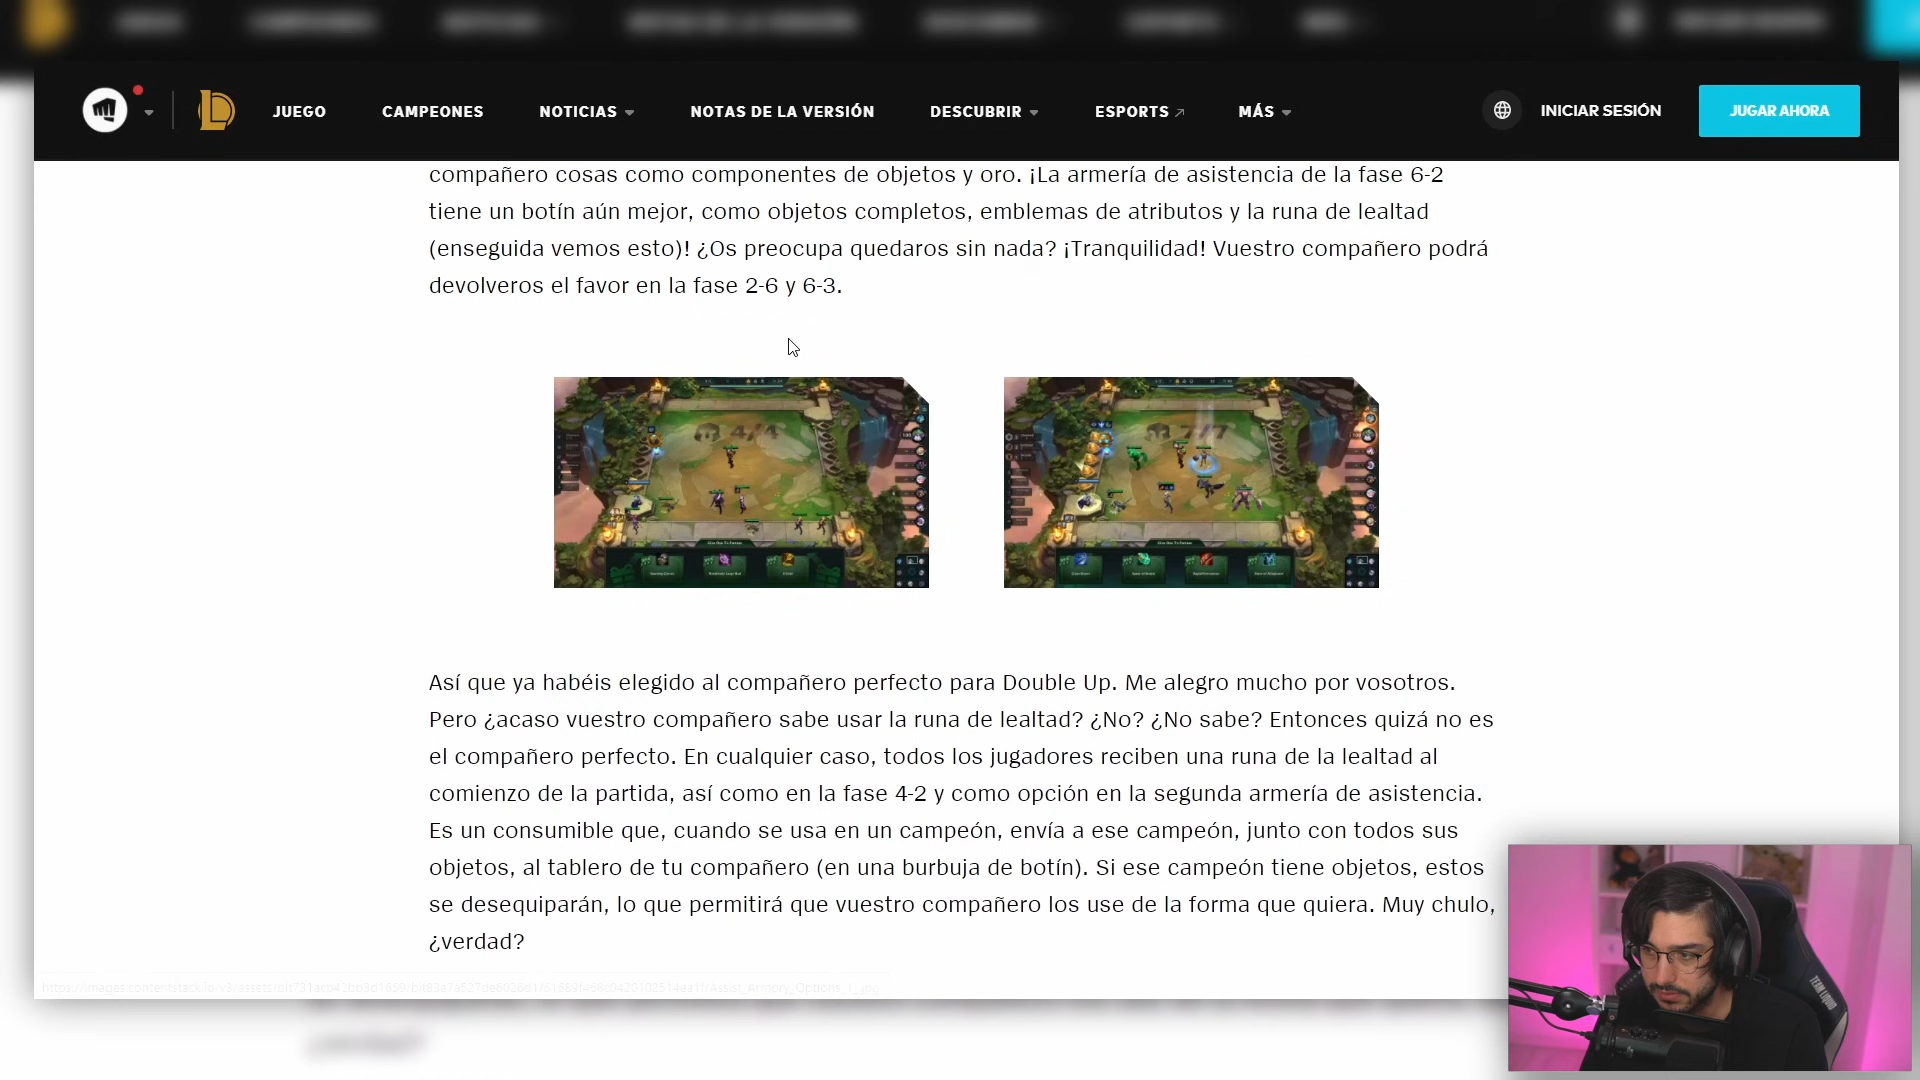 JUEGO CAMPEONES NOTICIAS NOTAS DE LA VERSIÓN DESCUBRIR ESPORTS MÁS INICIAR SESIÓN JUGAR AHORA
compañero cosas como componentes de objetos y oro. ¡La armería de asistencia de la fase 6-2
tiene un botín aún mejor, como objetos completos, emblemas de atributos y la runa de lealtad
(enseguida vemos esto)! ¿Os preocupa quedaros sin nada? ¡Tranquilidad! Vuestro compañero podrá
devolveros el favor en la fase 2-6 y 6-3.
4/4
7/7
Así que ya habéis elegido al compañero perfecto para Double Up. Me alegro mucho por vosotros.
Pero ¿acaso vuestro compañero sabe usar la runa de lealtad? ¿No? ¿No sabe? Entonces quizá no es
el compañero perfecto. En cualquier caso, todos los jugadores reciben una runa de la lealtad al
comienzo de la partida, así como en la fase 4-2 y como opción en la segunda armería de asistencia.
Es un consumible que, cuando se usa en un campeón, envía a ese campeón, junto con todos sus
objetos, al tablero de tu compañero (en una burbuja de botín). Si ese campeón tiene objetos, estos
se desequiparán, lo que permitirá que vuestro compañero los use de la forma que quiera. Muy chulo,
¿verdad?
TEAM LIQUID